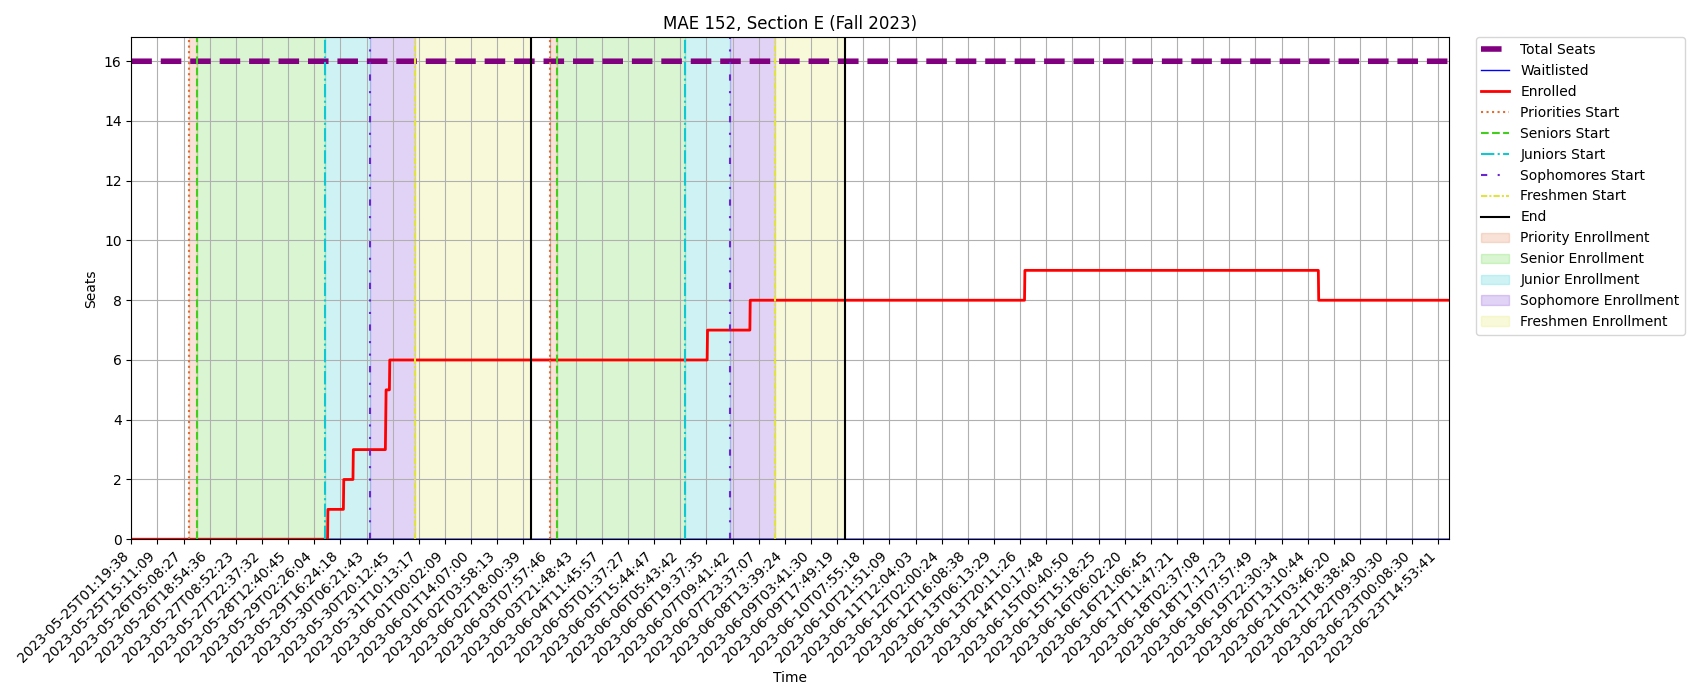 MAE 152, Section E (Fall 2023)
Total Seats
Waitlisted
Enrolled
Priorities Start
Seniors Start
Juniors Start
Sophomores Start
Freshmen Start
End
Priority Enrollment
Senior Enrollment
Junior Enrollment
Sophomore Enrollment
Freshmen Enrollment
Seats
16
14
12
10
8
6
4
2
0
2023-05-25T01:19:38
2023-05-25T15:11:09
2023-05-26T05:08:27
2023-05-26T18:54:36
2023-05-27T08:52:23
2023-05-27T22:37:32
2023-05-28T12:40:45
2023-05-29T02:26:04
2023-05-29T16:24:18
2023-05-30T06:21:43
2023-05-30T20:12:45
2023-05-31T10:13:17
2023-06-01T00:02:09
2023-06-01T14:07:00
2023-06-02T03:58:13
2023-06-02T18:00:39
2023-06-03T07:57:46
2023-06-03T21:48:43
2023-06-04T11:45:57
2023-06-05T01:37:27
2023-06-05T15:44:47
2023-06-06T05:43:42
2023-06-06T19:37:35
2023-06-07T09:41:42
2023-06-07T23:37:07
2023-06-08T13:39:24
2023-06-09T03:41:30
2023-06-09T17:49:19
2023-06-10T07:55:18
2023-06-10T21:51:09
2023-06-11T12:04:03
2023-06-12T02:00:24
2023-06-12T16:08:38
2023-06-13T06:13:29
2023-06-13T20:11:26
2023-06-14T10:17:48
2023-06-15T00:40:50
2023-06-15T15:18:25
2023-06-16T06:02:20
2023-06-16T21:06:45
2023-06-17T11:47:21
2023-06-18T02:37:08
2023-06-18T17:17:23
2023-06-19T07:57:49
2023-06-19T22:30:34
2023-06-20T13:10:44
2023-06-21T03:46:20
2023-06-21T18:38:40
2023-06-22T09:30:30
2023-06-23T00:08:30
2023-06-23T14:53:41
Time